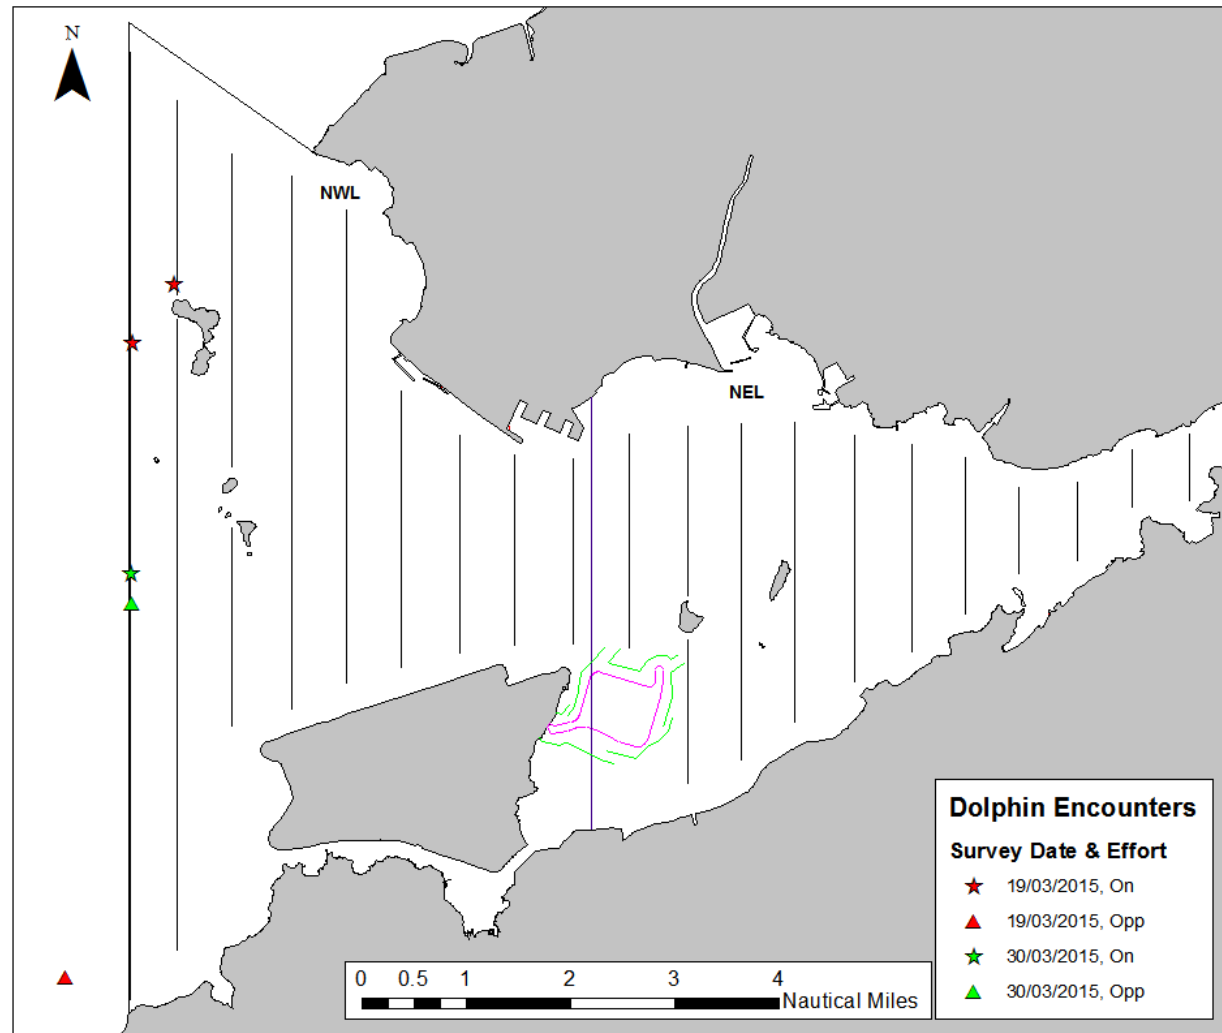 N
NWL
NEL
Dolphin Encounters
Survey Date & Effort
19/03/2015, On
19/03/2015, Opp
30/03/2015, On
30/03/2015, Opp
0 0.5 1 2 3 4
Nautical Miles